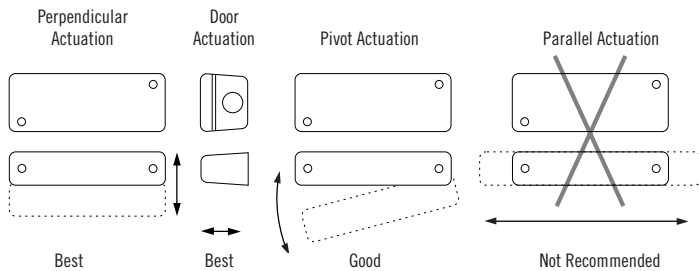 Perpendicular
Actuation
Door
Actuation
Pivot Actuation
Parallel Actuation
Best
Best
Good
Not Recommended